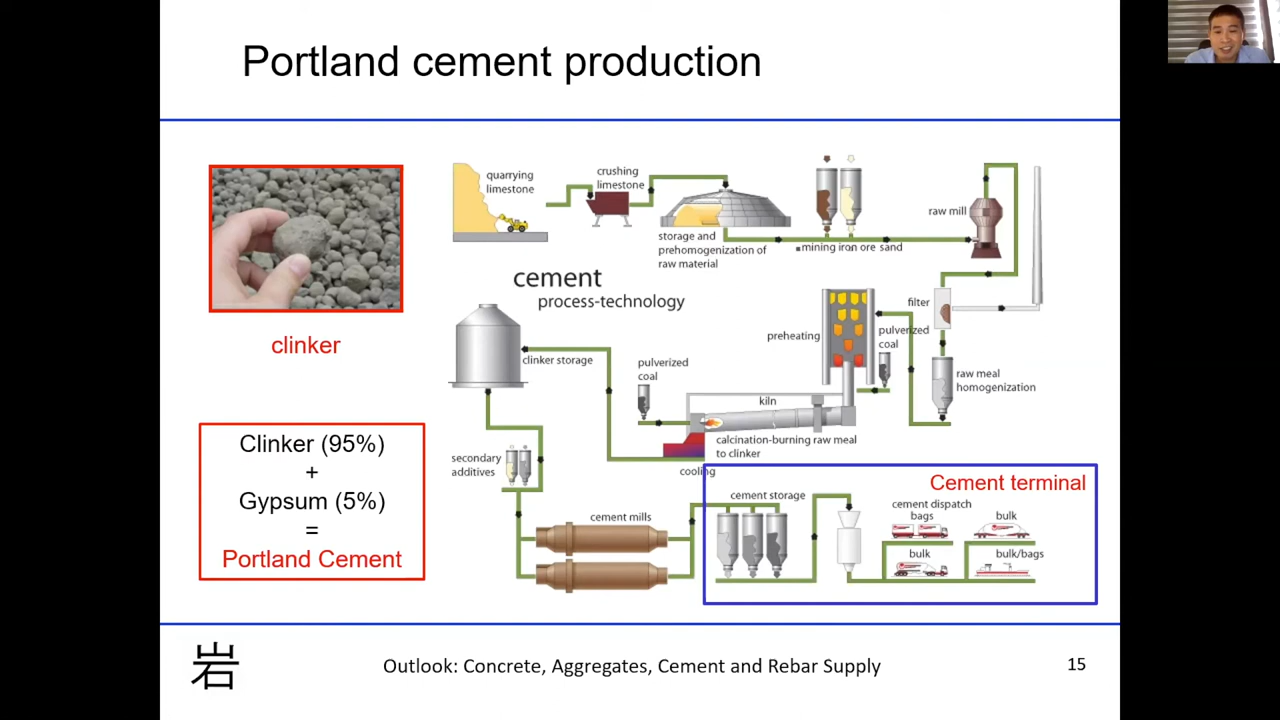 Portland cement production
quarrying
limestone
crushing
limestone
storage and
prehomogenization of
raw material
mining iron ore sand
raw mill
cement
process-technology
filter
preheating
pulverized
coal
raw meal
homogenization
clinker
clinker storage
pulverized
coal
kiln
calcination-burning raw meal
to clinker
cooling
Clinker (95%)
+
Gypsum (5%)
=
Portland Cement
secondary
additives
cement mills
Cement terminal
cement storage
cement dispatch
bags
bulk
bulk
bulk/bags
岩
Outlook: Concrete, Aggregates, Cement and Rebar Supply
15